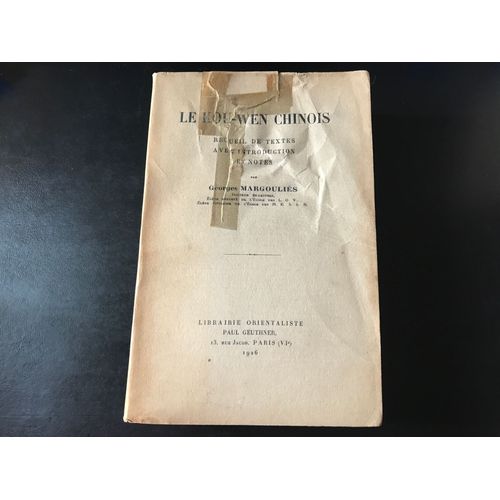 LE KOU-WEN CHINOIS
RECUEIL DE TEXTES
AVEC INTRODUCTION
ET NOTES
PAR
Georges MARGOULIÈS
LIBRAIRIE ORIENTALISTE
PAUL GEUTHNER,
13, RUE JACOB, PARIS (VIe)
1926